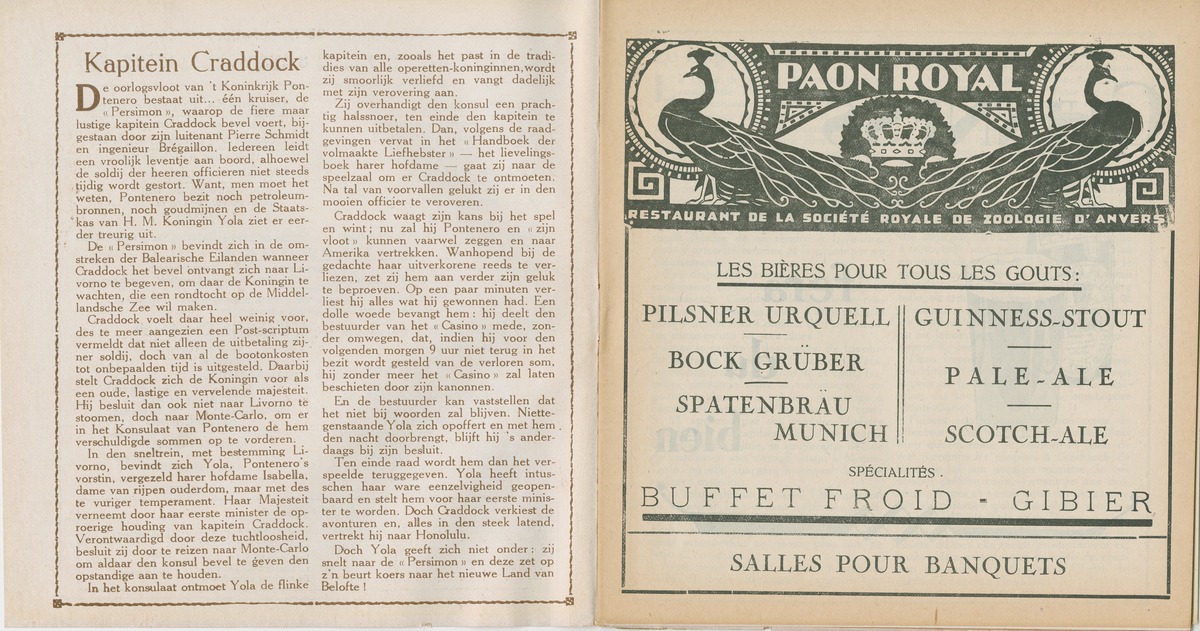 Kapitein Craddock
De oorlogsvloot van 't Koninkrijk Pon-
tenero bestaat uit... één kruiser, de
« Persimon », waarop de fiere maar
lustige kapitein Craddock bevel voert, bij-
gestaan door zijn luitenant Pierre Schmidt
en ingenieur Brégaillon. Iedereen leidt
een vroolijk leventje aan boord, alhoewel
de soldij der heeren officieren niet steeds
tijdig wordt gestort. Want, men moet het
weten, Pontenero bezit noch petroleum-
bronnen, noch goudmijnen en de Staats-
kas van H. M. Koningin Yola ziet er eer-
der treurig uit.
De « Persimon » bevindt zich in de om-
streken der Balearische Eilanden wanneer
Craddock het bevel ontvangt zich naar Li-
vorno te begeven, om daar de Koningin te
wachten, die een rondtocht op de Middel-
landsche Zee wil maken.
Craddock voelt daar heel weinig voor,
des te meer aangezien een Post-scriptum
vermeldt dat niet alleen de uitbetaling zij-
ner soldij, doch van al de bootonkosten
tot onbepaalden tijd is uitgesteld. Daarbij
stelt Craddock zich de Koningin voor als
een oude, lastige en vervelende majesteit.
Hij besluit dan ook niet naar Livorno te
stoomen, doch naar Monte-Carlo, om er
in het Konsulaat van Pontenero de hem
verschuldigde sommen op te vorderen.
In den sneltrein, met bestemming Li-
vorno, bevindt zich Yola, Pontenero's
vorstin, vergezeld harer hofdame Isabella,
dame van rijpen ouderdom, maar met des
te vuriger temperament. Haar Majesteit
verneemt door haar eerste minister de op-
roerige houding van kapitein Craddock.
Verontwaardigd door deze tuchtloosheid,
besluit zij door te reizen naar Monte-Carlo
om aldaar den konsul bevel te geven den
opstandige aan te houden.
In het konsulaat ontmoet Yola de flinke
kapitein en, zooals het past in de tradi-
dies van alle operetten-koninginnen, wordt
zij smoorlijk verliefd en vangt dadelijk
met zijn verovering aan.
Zij overhandigt den konsul een prach-
tig halssnoer, ten einde den kapitein te
kunnen uitbetalen. Dan, volgens de raad-
gevingen vervat in het « Handboek der
volmaakte Liefhebster » — het lievelings-
boek harer hofdame — gaat zij naar de
speelzaal om er Craddock te ontmoeten.
Na tal van voorvallen gelukt zij er in den
mooien officier te veroveren.
Craddock waagt zijn kans bij het spel
en wint ; nu zal hij Pontenero en « zijn
vloot » kunnen vaarwel zeggen en naar
Amerika vertrekken. Wanhopend bij de
gedachte haar uitverkorene reeds te ver-
liezen, zet zij hem aan verder zijn geluk
te beproeven. Op een paar minuten ver-
liest hij alles wat hij gewonnen had. Een
dolle woede bevangt hem : hij deelt den
bestuurder van het « Casino » mede, zon-
der omwegen, dat, indien hij voor den
volgenden morgen 9 uur niet terug in het
bezit wordt gesteld van de verloren som,
hij zonder meer het « Casino » zal laten
beschieten door zijn kanonnen.
En de bestuurder kan vaststellen dat
het niet bij woorden zal blijven. Niette-
genstaande Yola zich opoffert en met hem
den nacht doorbrengt, blijft hij 's ander-
daags bij zijn besluit.
Ten einde raad wordt hem dan het ver-
speelde teruggegeven. Yola heeft intus-
schen haar ware eenzelvigheid geopen-
baard en stelt hem voor haar eerste minis-
ter te worden. Doch Craddock verkiest de
avonturen en, alles in den steek latend,
vertrekt hij naar Honolulu.
Doch Yola geeft zich niet onder : zij
snelt naar de « Persimon » en deze zet op
z'n beurt koers naar het nieuwe Land van
Belofte !
PAON ROYAL
RESTAURANT DE LA SOCIÉTÉ ROYALE DE ZOOLOGIE D'ANVERS
LES BIÈRES POUR TOUS LES GOUTS :
PILSNER URQUELL
BOCK GRÜBER
SPATENBRÄU
MUNICH
GUINNESS-STOUT
PALE-ALE
SCOTCH-ALE
SPÉCIALITÉS.
BUFFET FROID - GIBIER
SALLES POUR BANQUETS